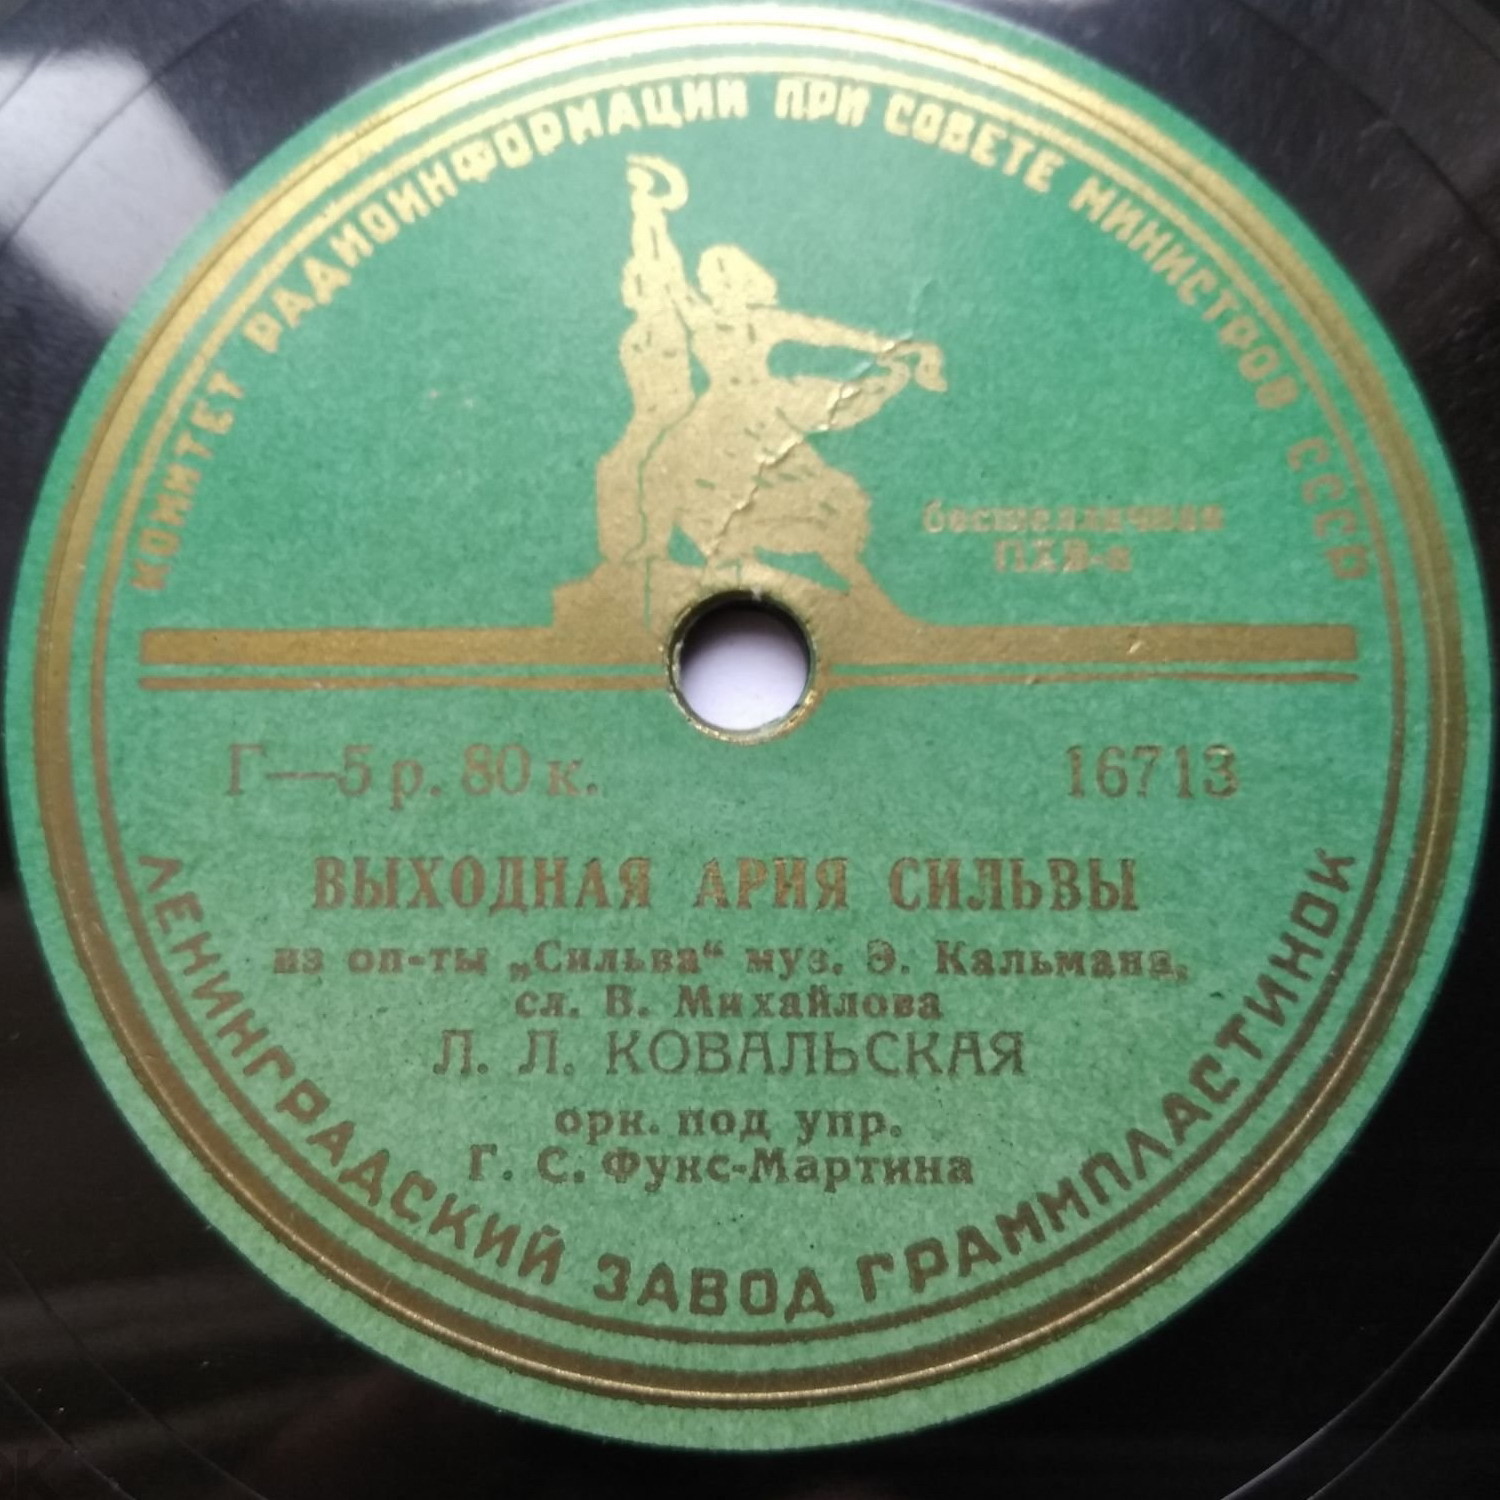 КОМИТЕТ РАДИОИНФОРМАЦИИ ПРИ СОВЕТЕ МИНИСТРОВ СССР
бесшеллачная
ПХВ-я
Г—5 р. 80 к.
16713
ВЫХОДНАЯ АРИЯ СИЛЬВЫ
из оп-ты „Сильва“ муз. Э. Кальмана,
сл. В. Михайлова
Л. Л. КОВАЛЬСКАЯ
орк. под упр.
Г. С. Фукс-Мартина
ЛЕНИНГРАДСКИЙ ЗАВОД ГРАММПЛАСТИНОК